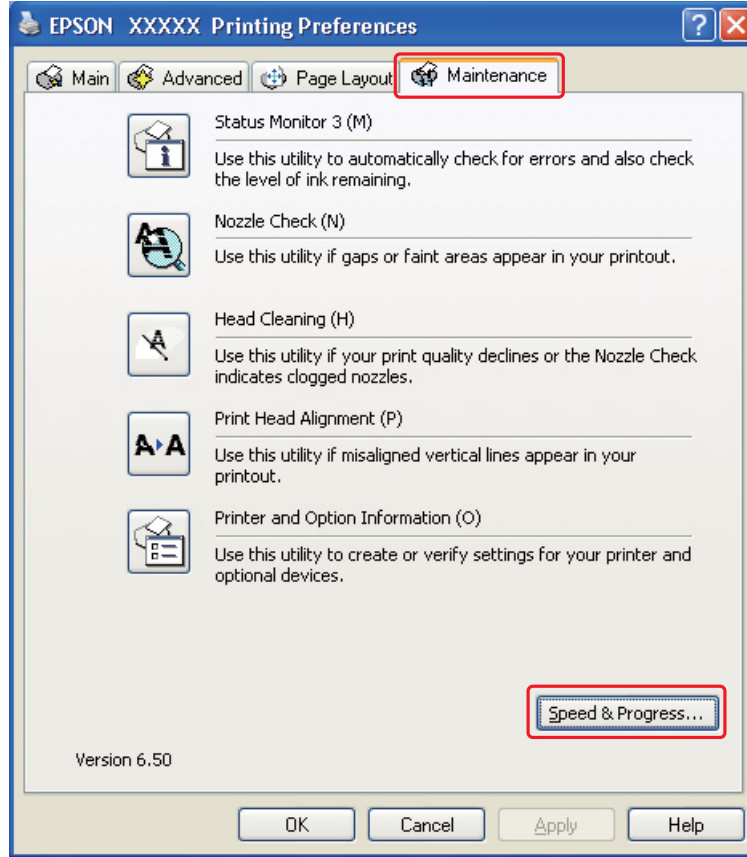 EPSON XXXXX Printing Preferences
Main Advanced Page Layout Maintenance
Status Monitor 3 (M)
Use this utility to automatically check for errors and also check
the level of ink remaining.
Nozzle Check (N)
Use this utility if gaps or faint areas appear in your printout.
Head Cleaning (H)
Use this utility if your print quality declines or the Nozzle Check
indicates clogged nozzles.
Print Head Alignment (P)
Use this utility if misaligned vertical lines appear in your
printout.
Printer and Option Information (O)
Use this utility to create or verify settings for your printer and
optional devices.
Speed & Progress...
Version 6.50
OK Cancel Apply Help